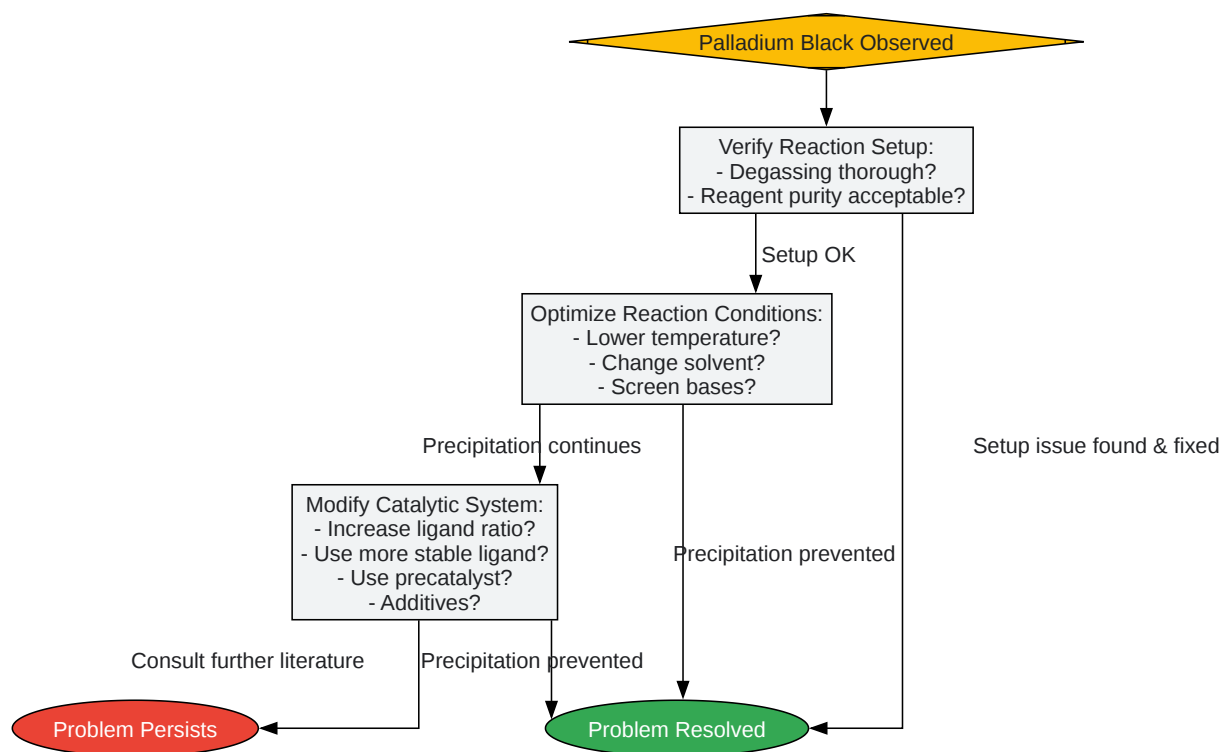 Palladium Black Observed
Verify Reaction Setup:
- Degassing thorough?
- Reagent purity acceptable?
Setup OK
Optimize Reaction Conditions:
- Lower temperature?
- Change solvent?
- Screen bases?
Precipitation continues
Setup issue found & fixed
Modify Catalytic System:
- Increase ligand ratio?
- Use more stable ligand?
- Use precatalyst?
- Additives?
Precipitation prevented
Consult further literature
Precipitation prevented
Problem Persists
Problem Resolved